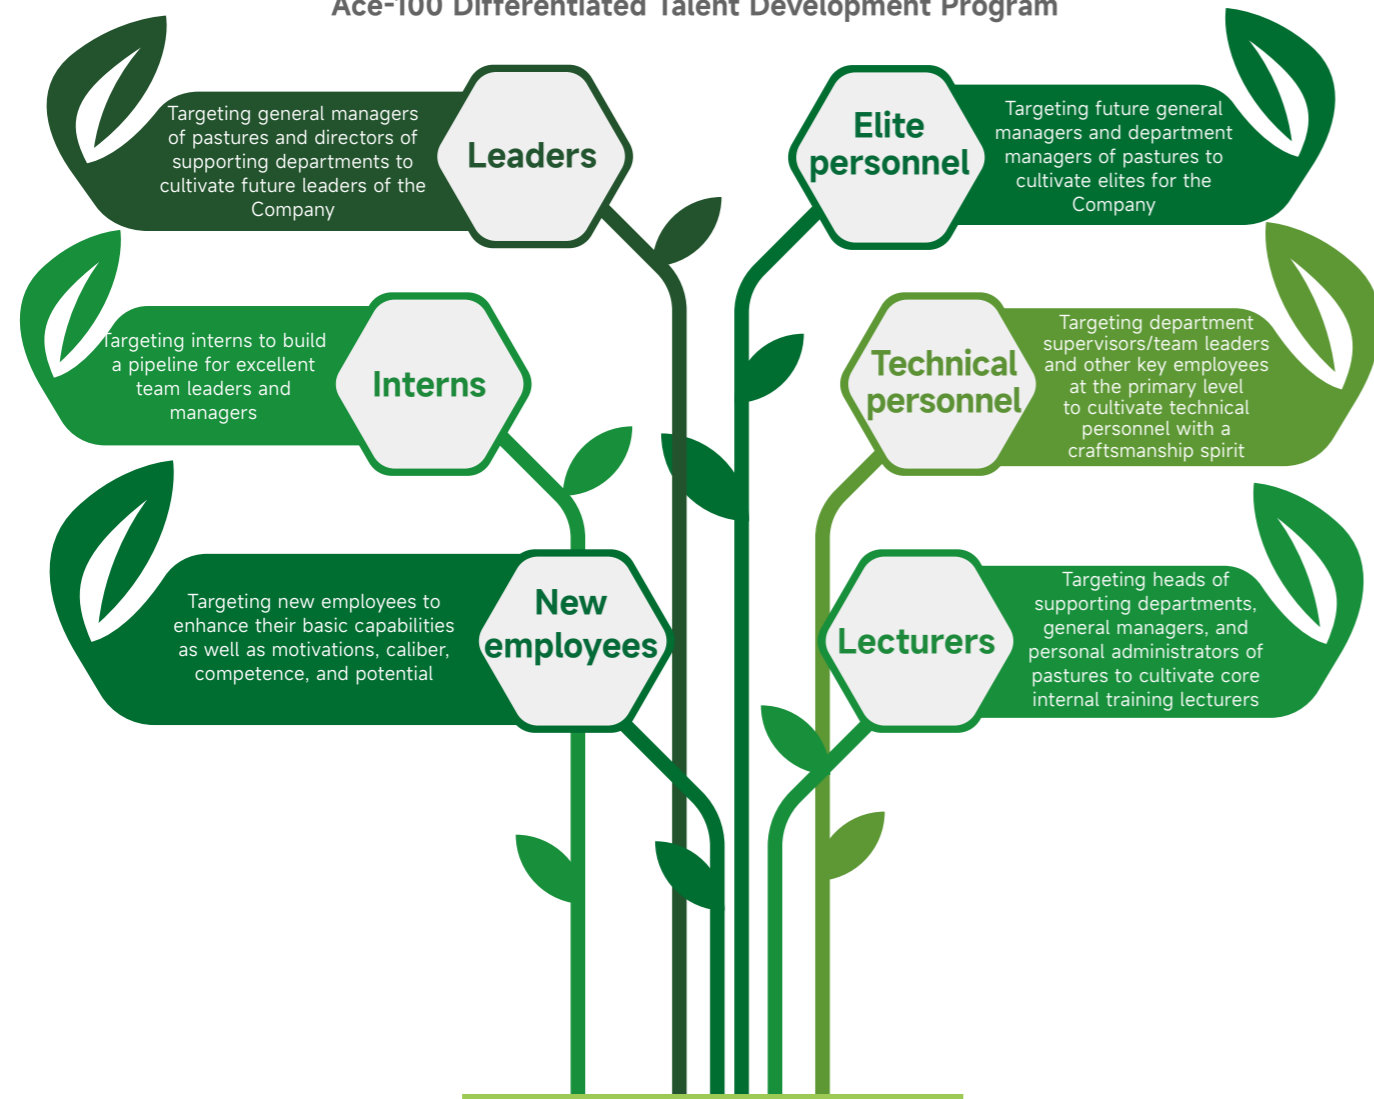 Ace-100 Differentiated Talent Development Program
Targeting general managers
of pastures and directors of
supporting departments to
cultivate future leaders of the
Company
Leaders
Elite
personnel
Targeting future general
managers and department
managers of pastures to
cultivate elites for the
Company
Targeting interns to build
a pipeline for excellent
team leaders and
managers
Interns
Technical
personnel
Targeting department
supervisors/team leaders
and other key employees
at the primary level
to cultivate technical
personnel with a
craftsmanship spirit
Targeting new employees to
enhance their basic capabilities
as well as motivations, caliber,
competence, and potential
New
employees
Lecturers
Targeting heads of
supporting departments,
general managers, and
personal administrators of
pastures to cultivate core
internal training lecturers